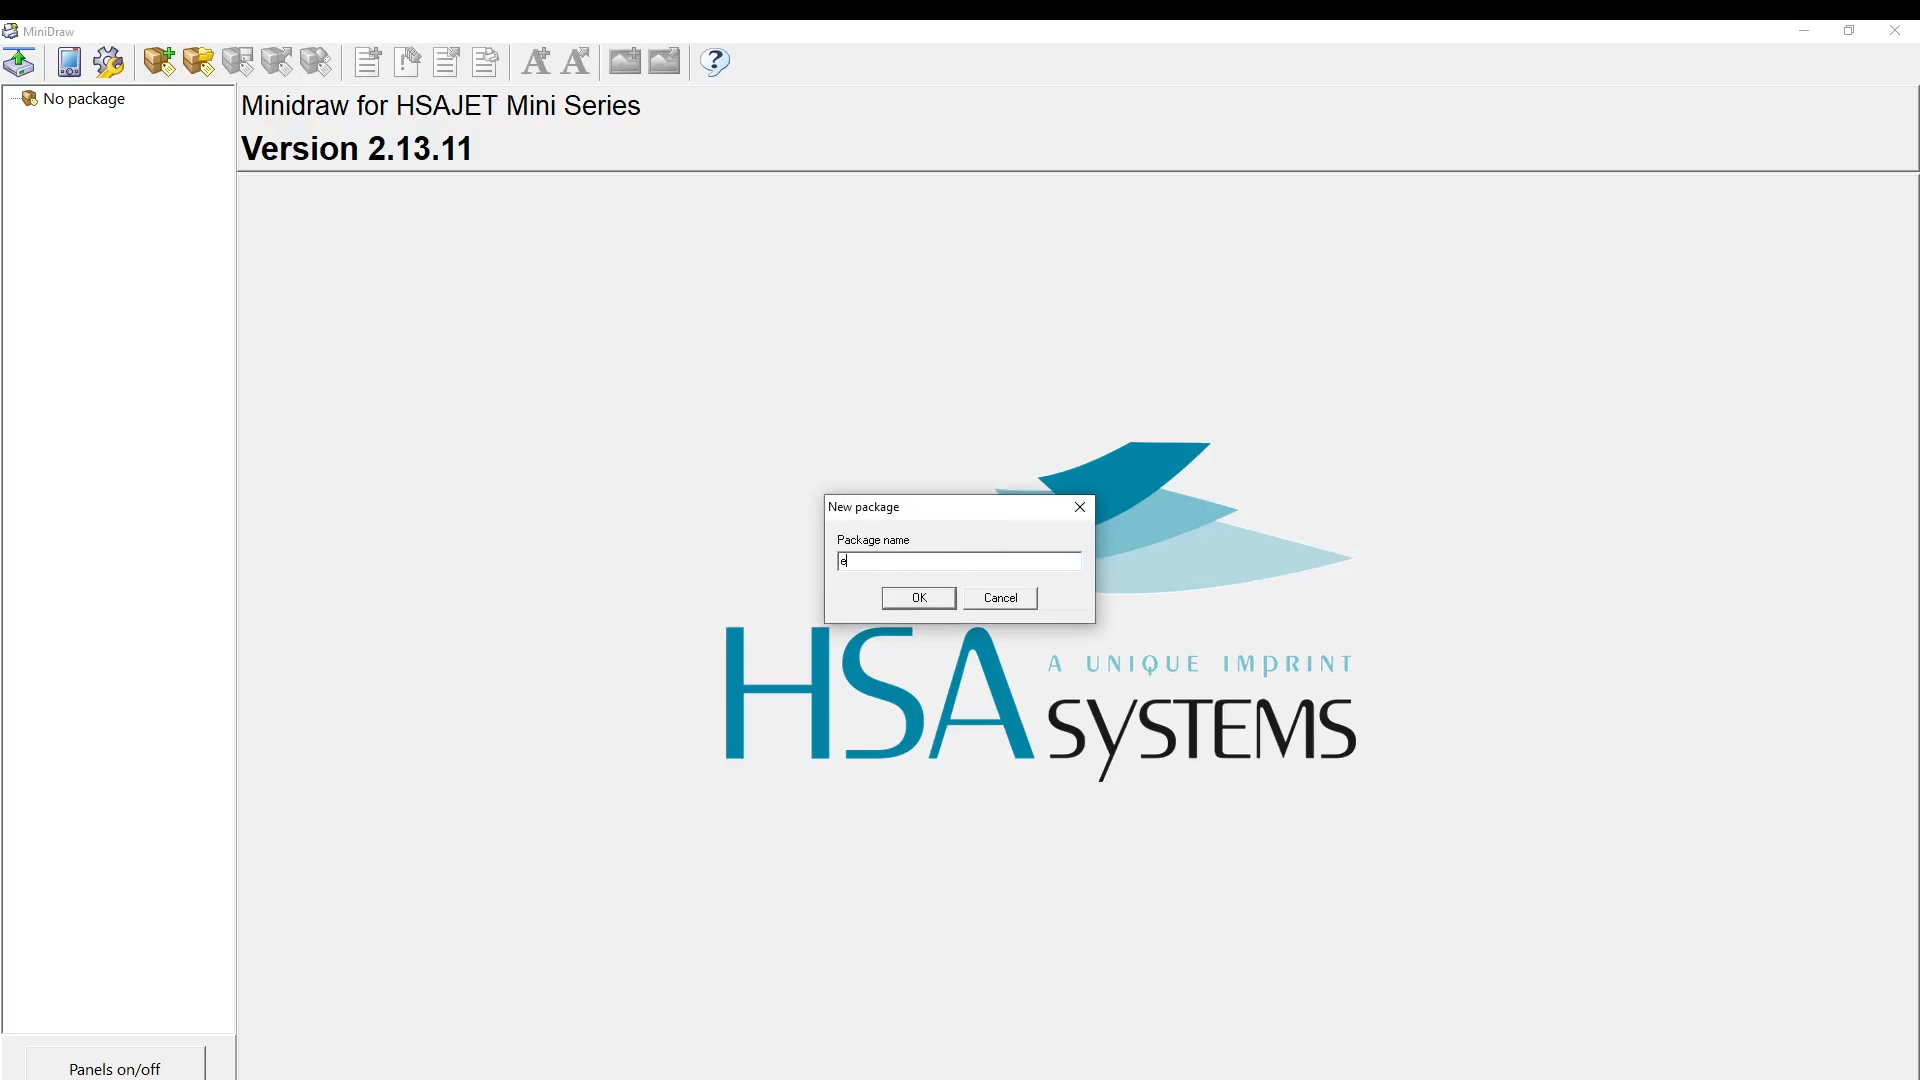 MiniDraw
No package
Minidraw for HSAJET Mini Series
Version 2.13.11
New package
Package name
e
OK
Cancel
HSA
A UNIQUE IMPRINT
SYSTEMS
Panels on/off